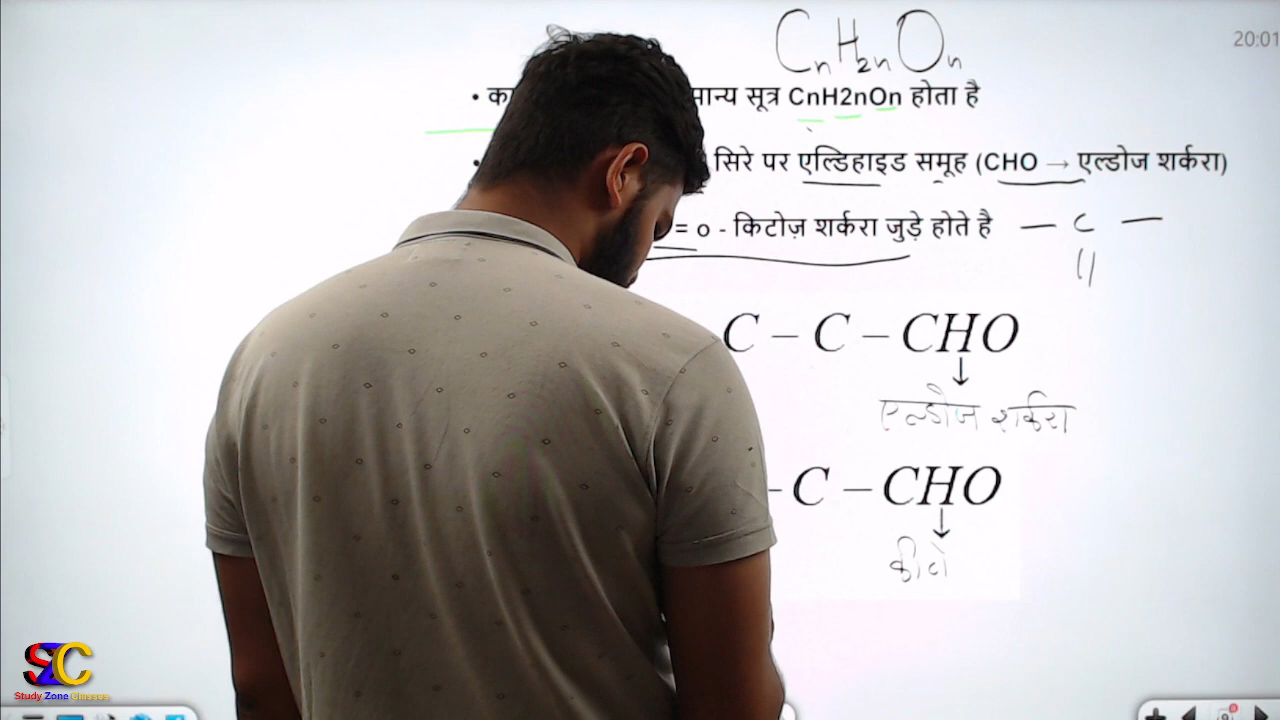 20:01
CnH2nOn
• का मान्य सूत्र CnH2nOn होता है
• सिरे पर एल्डिहाइड समूह (CHO → एल्डोज शर्करा)
= o - किटोज़ शर्करा जुड़े होते है — C —
||
C – C – CHO
↓
एल्डोज शर्करा
- C – CHO
↓
कीटो
SZC
Study Zone Classes